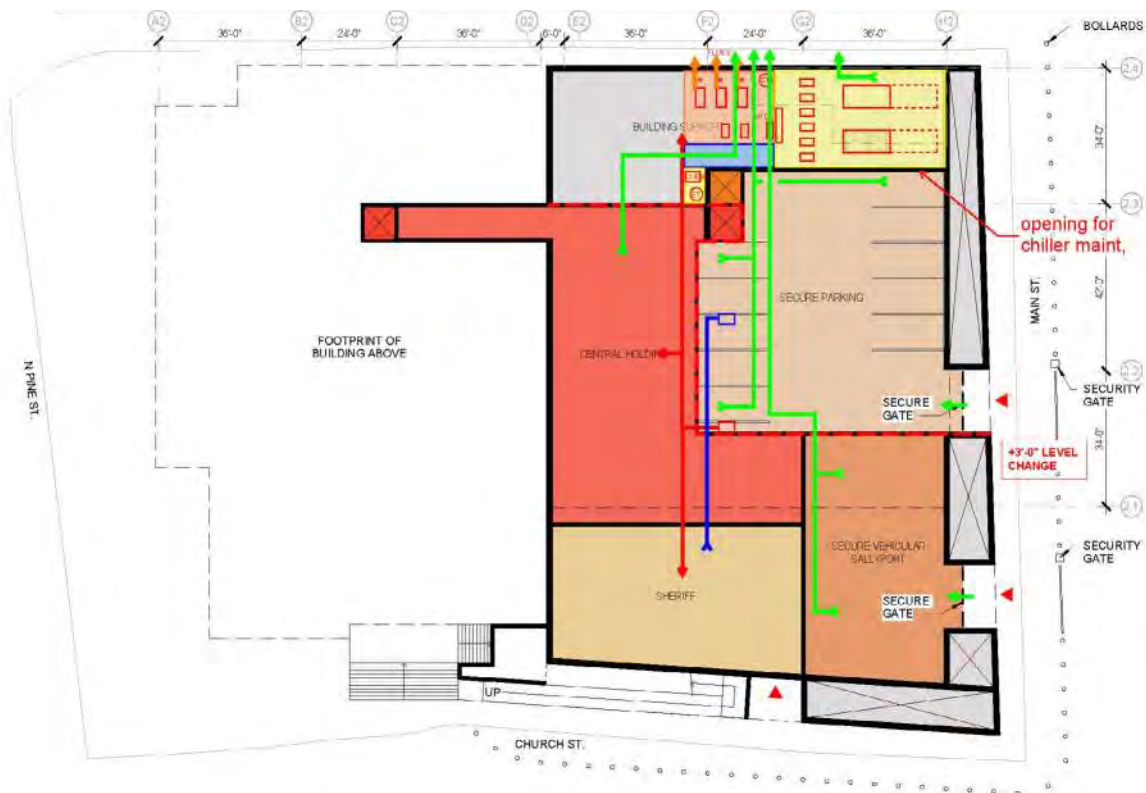 A2
B2
C2
D2
E2
F2
G2
H2
36'-0"
24'-0"
36'-0"
6'-0"
36'-0"
24'-0"
36'-0"
BOLLARDS
FLUES
2.4
BUILDING
34'-0"
2.3
opening for
chiller maint,
MAIN ST.
42'-0"
SECURE PARKING
FOOTPRINT OF
BUILDING ABOVE
CENTRAL HOLDING
N PINE ST.
SECURITY
GATE
SECURE
GATE
34'-0"
+3'-0" LEVEL
CHANGE
2.1
SECURE VEHICULAR
SALLYPORT
SECURITY
GATE
SHERIFF
SECURE
GATE
UP
CHURCH ST.